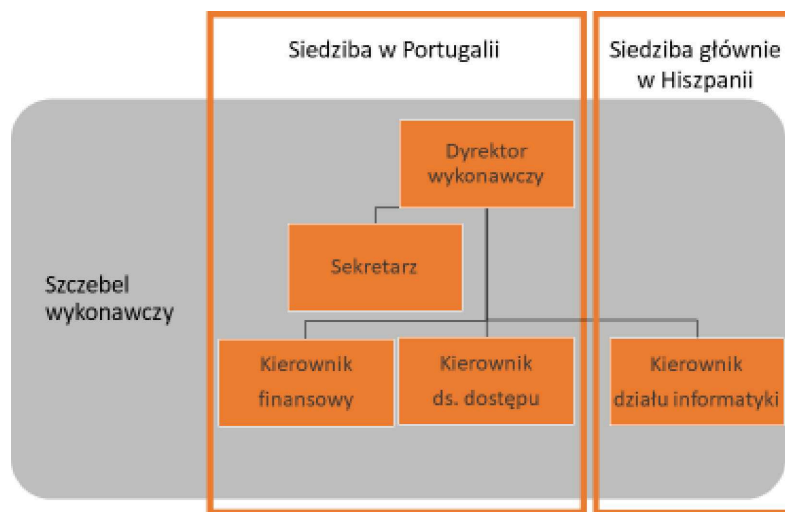 Siedziba w Portugalii
Siedziba głównie
w Hiszpanii
Dyrektor
wykonawczy
Sekretarz
Szczebel
wykonawczy
Kierownik
finansowy
Kierownik
ds. dostępu
Kierownik
działu informatyki